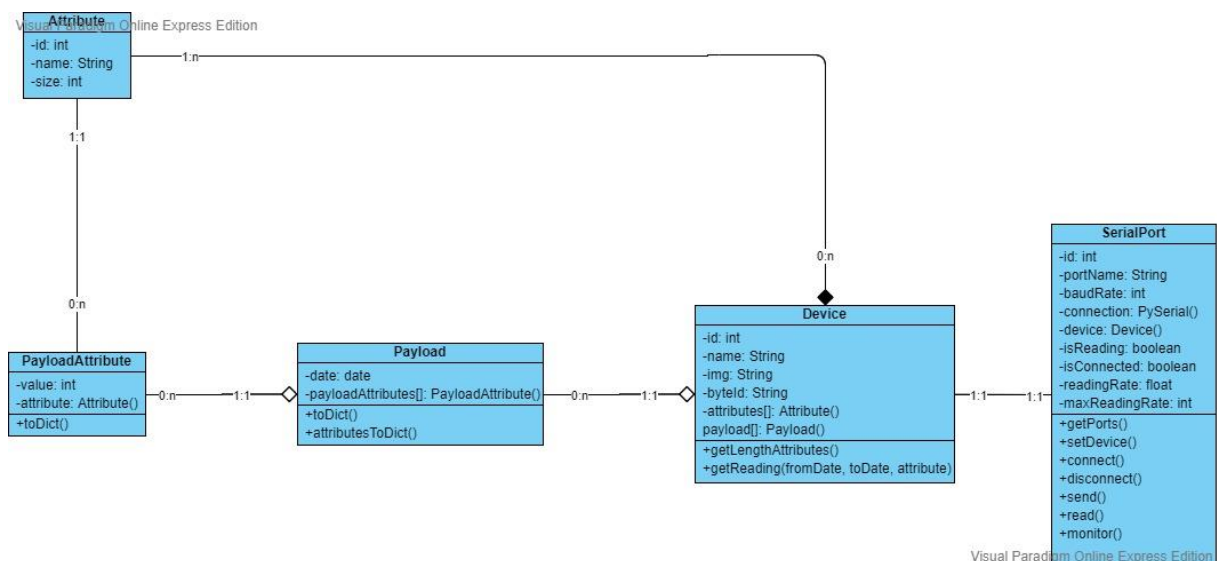 Attribute
Visual Paradigm Online Express Edition
-id: int
-name: String
-size: int
1:n
1:1
0:n
0:n
PayloadAttribute
-value: int
-attribute: Attribute()
+toDict()
0:n
1:1
Payload
-date: date
-payloadAttributes[]: PayloadAttribute()
+toDict()
+attributesToDict()
0:n
1:1
Device
-id: int
-name: String
-img: String
-byteId: String
-attributes[]: Attribute()
payload[]: Payload()
+getLengthAttributes()
+getReading(fromDate, toDate, attribute)
1:1
1:1
SerialPort
-id: int
-portName: String
-baudRate: int
-connection: PySerial()
-device: Device()
-isReading: boolean
-isConnected: boolean
-readingRate: float
-maxReadingRate: int
+getPorts()
+setDevice()
+connect()
+disconnect()
+send()
+read()
+monitor()
Visual Paradigm Online Express Edition